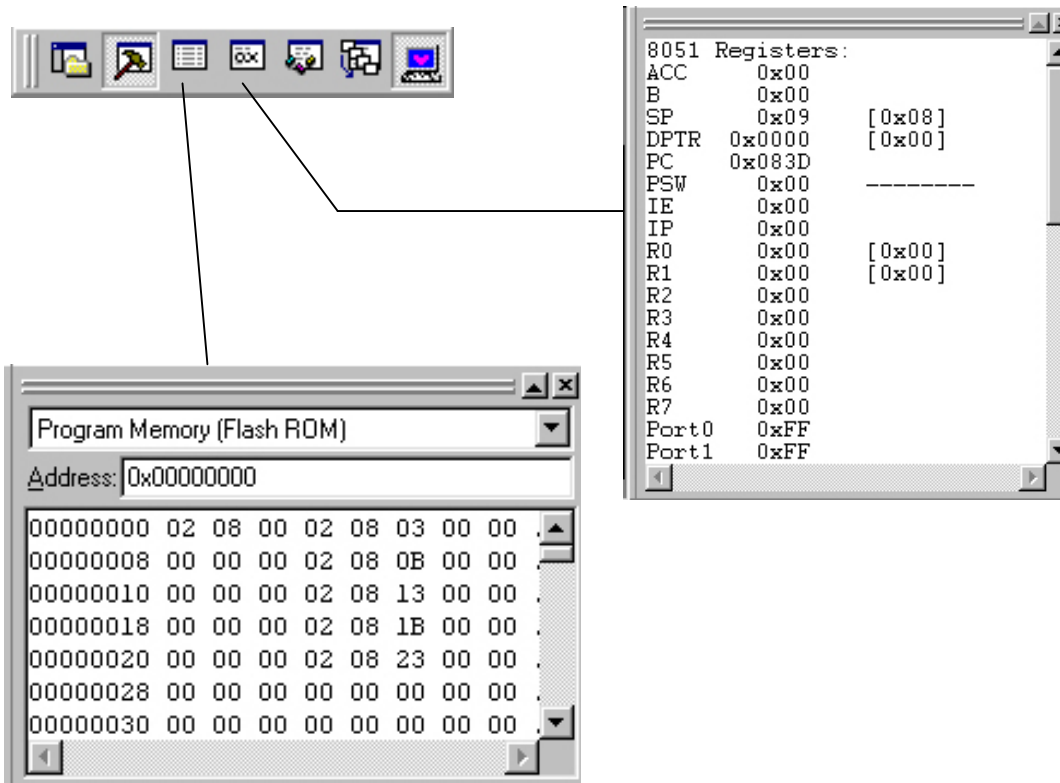 0x
8051 Registers:
ACC 0x00
B 0x00
SP 0x09 [0x08]
DPTR 0x0000 [0x00]
PC 0x083D
PSW 0x00 --------
IE 0x00
IP 0x00
R0 0x00 [0x00]
R1 0x00 [0x00]
R2 0x00
R3 0x00
R4 0x00
R5 0x00
R6 0x00
R7 0x00
Port0 0xFF
Port1 0xFF
Program Memory (Flash ROM)
Address: 0x00000000
00000000 02 08 00 02 08 03 00 00 .
00000008 00 00 00 02 08 0B 00 00 .
00000010 00 00 00 02 08 13 00 00 .
00000018 00 00 00 02 08 1B 00 00 .
00000020 00 00 00 02 08 23 00 00 .
00000028 00 00 00 00 00 00 00 00 .
00000030 00 00 00 00 00 00 00 00 .